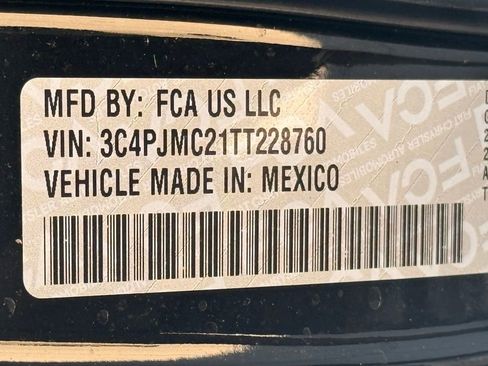 MFD BY: FCA US LLC
VIN: 3C4PJMC21TT228760
VEHICLE MADE IN: MEXICO